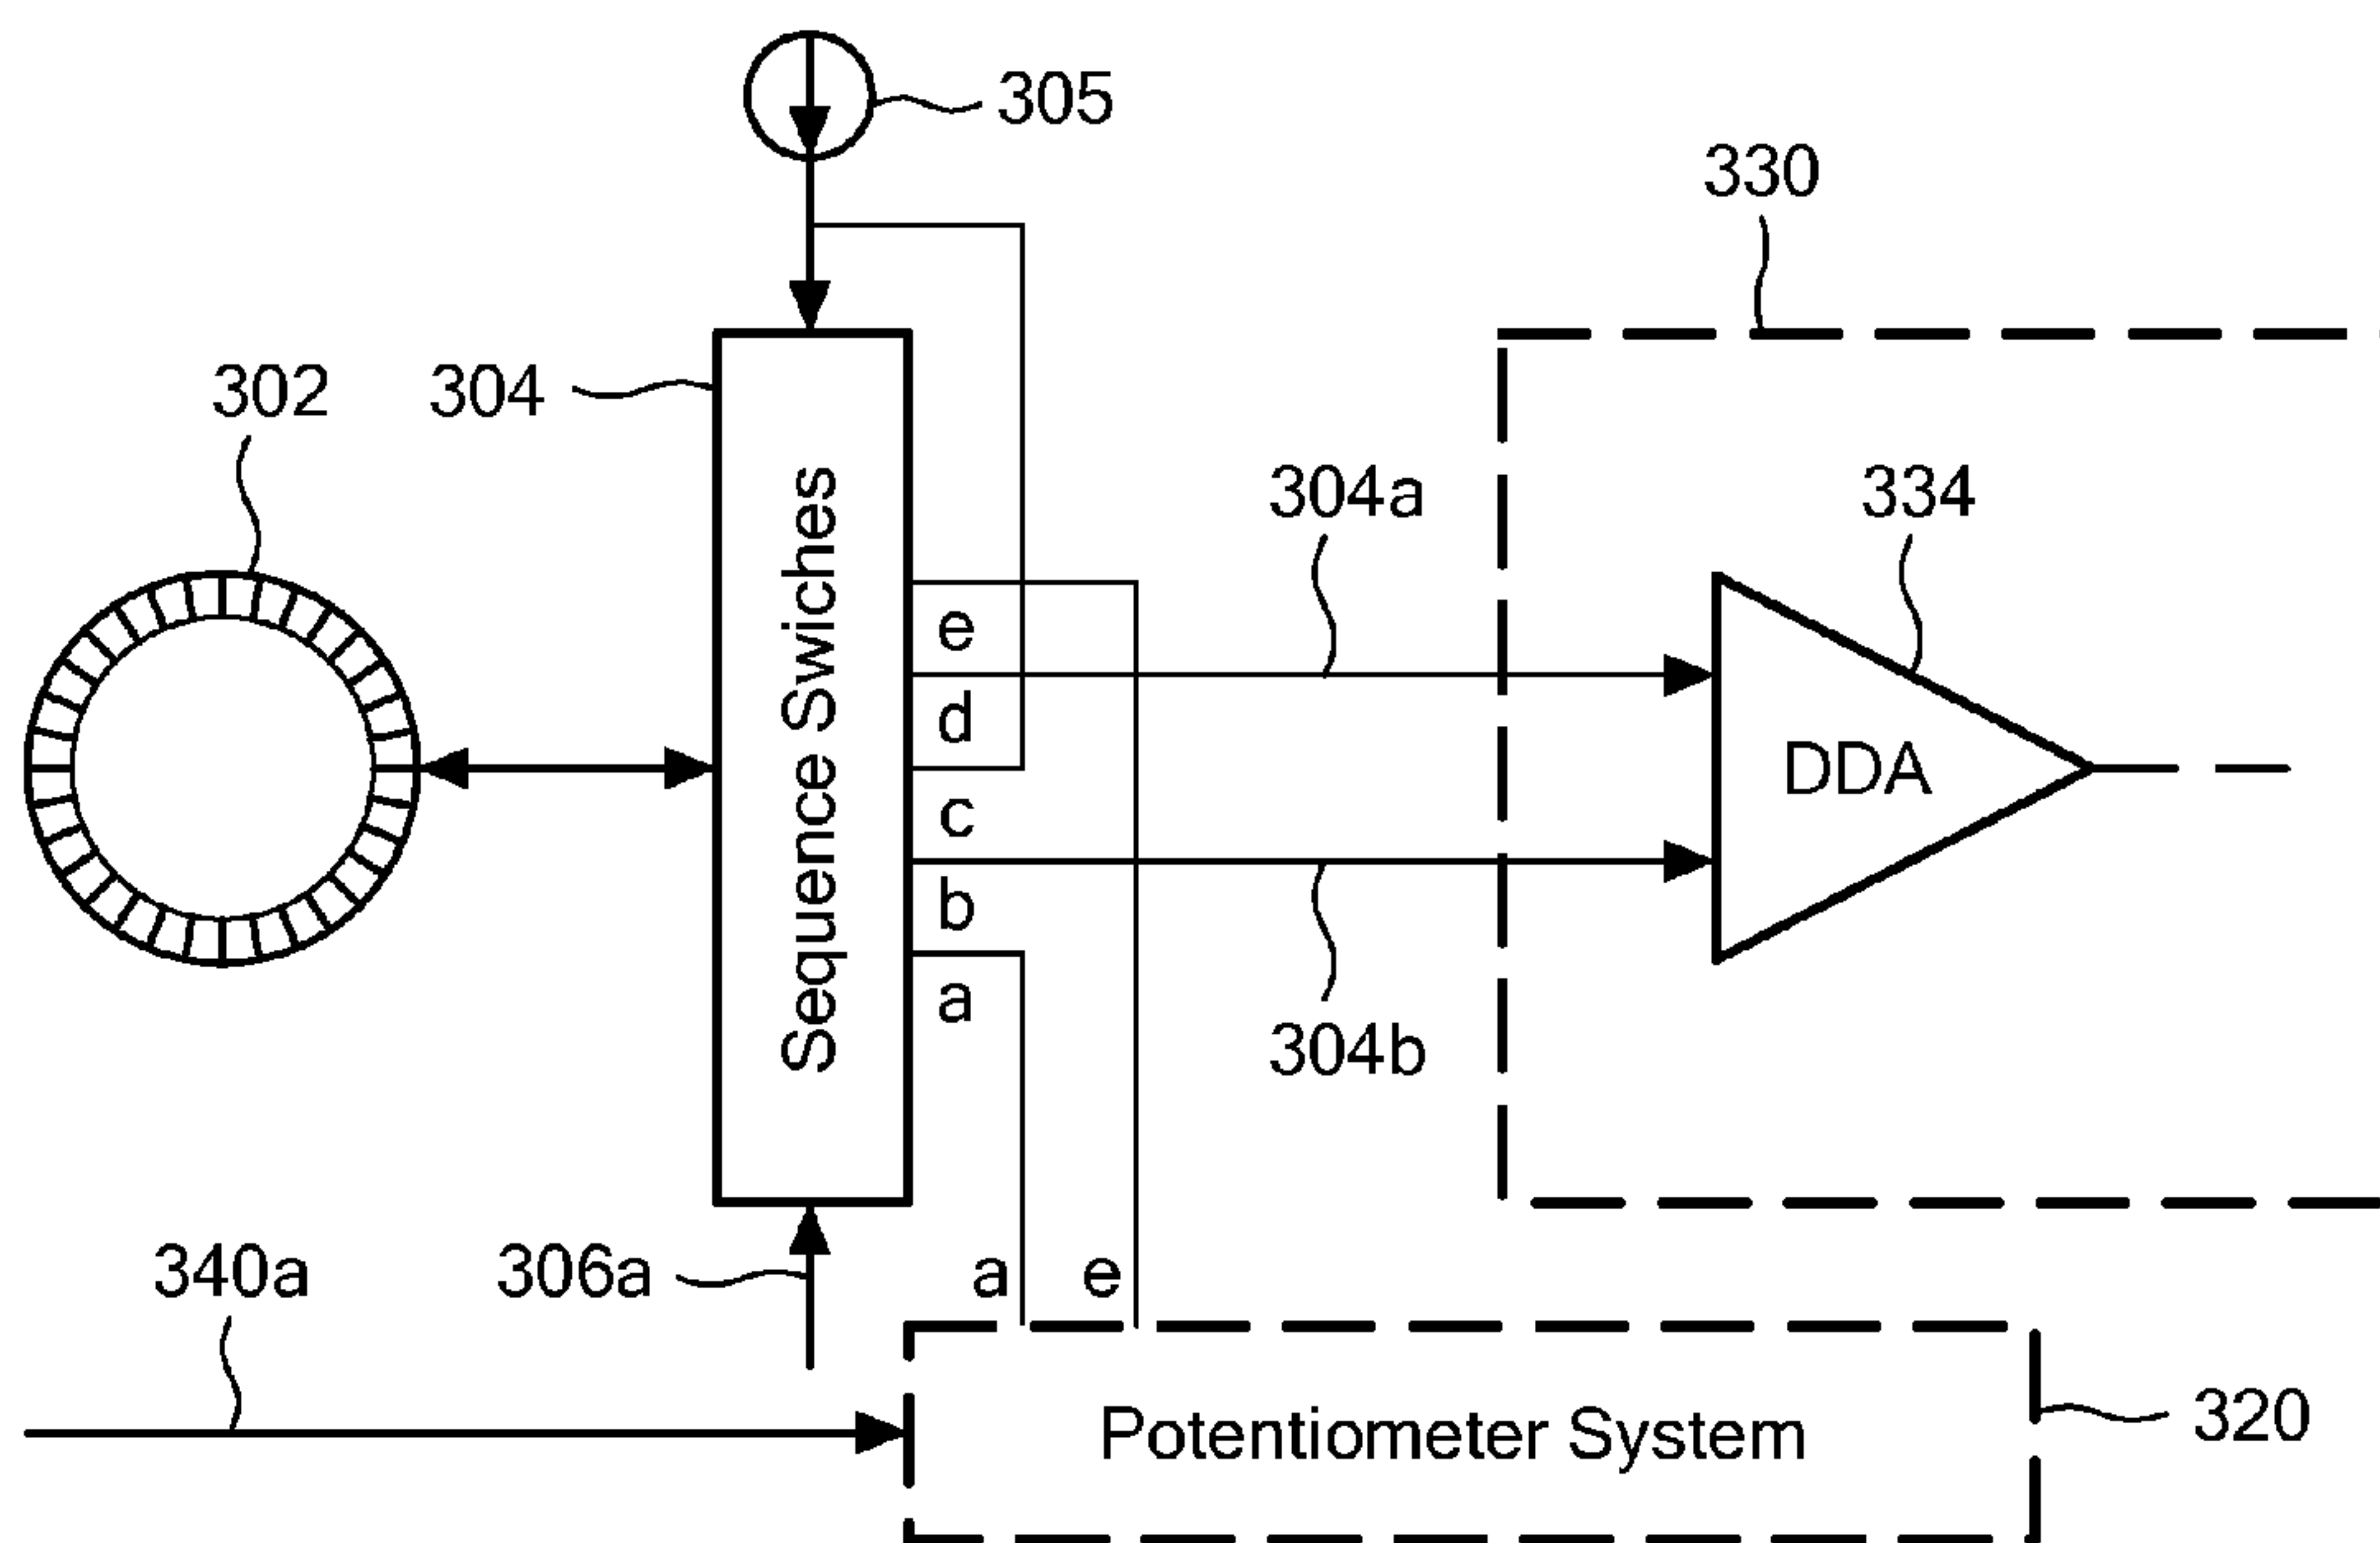 305
330
302
304
304a
334
Sequence Swiches
e
d
c
b
a
DDA
304b
340a
306a
a
e
Potentiometer System
320